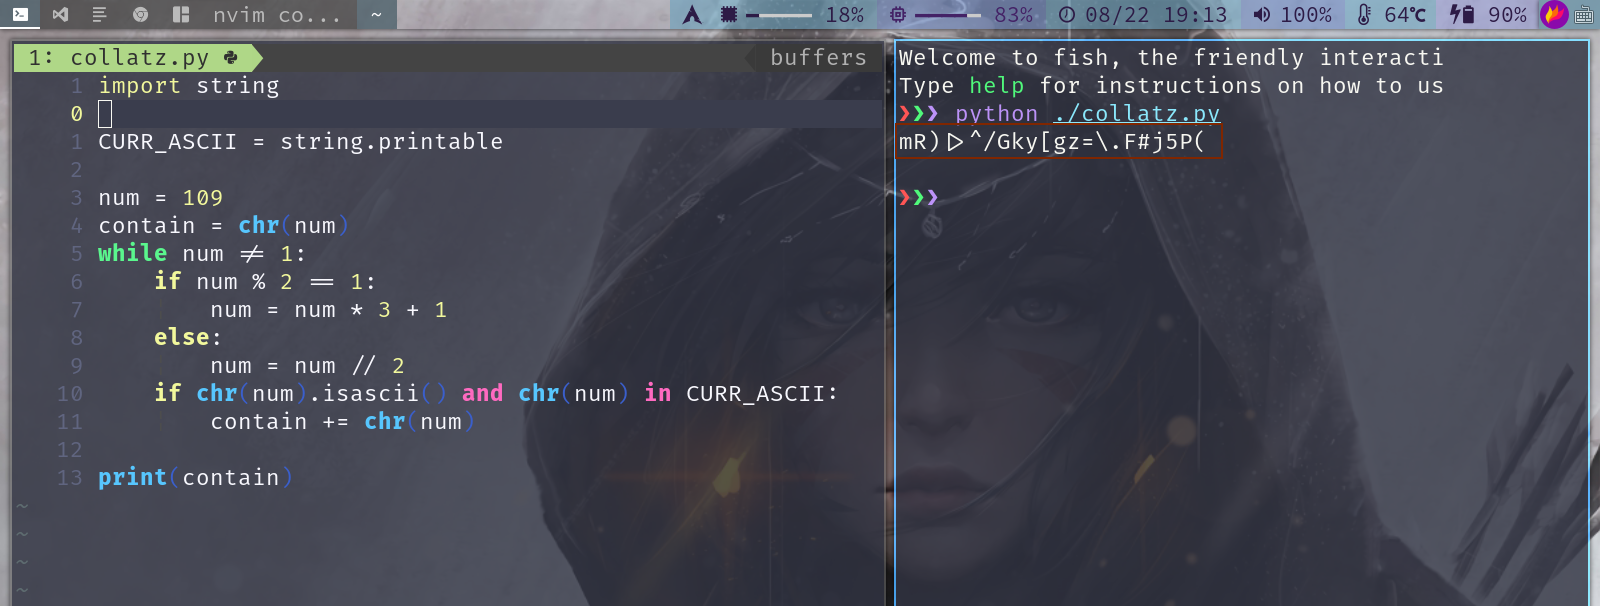 nvim co... ~ 18% 83% 08/22 19:13 100% 64℃ 90%
1: collatz.py buffers
1 import string
0
1 CURR_ASCII = string.printable
2
3 num = 109
4 contain = chr(num)
5 while num ≠ 1:
6 if num % 2 == 1:
7 num = num * 3 + 1
8 else:
9 num = num // 2
10 if chr(num).isascii() and chr(num) in CURR_ASCII:
11 contain += chr(num)
12
13 print(contain)
~
~
~
~
Welcome to fish, the friendly interacti
Type help for instructions on how to us
❯❯❯ python ./collatz.py
mR)|>^/Gky[gz=\.F#j5P(
❯❯❯